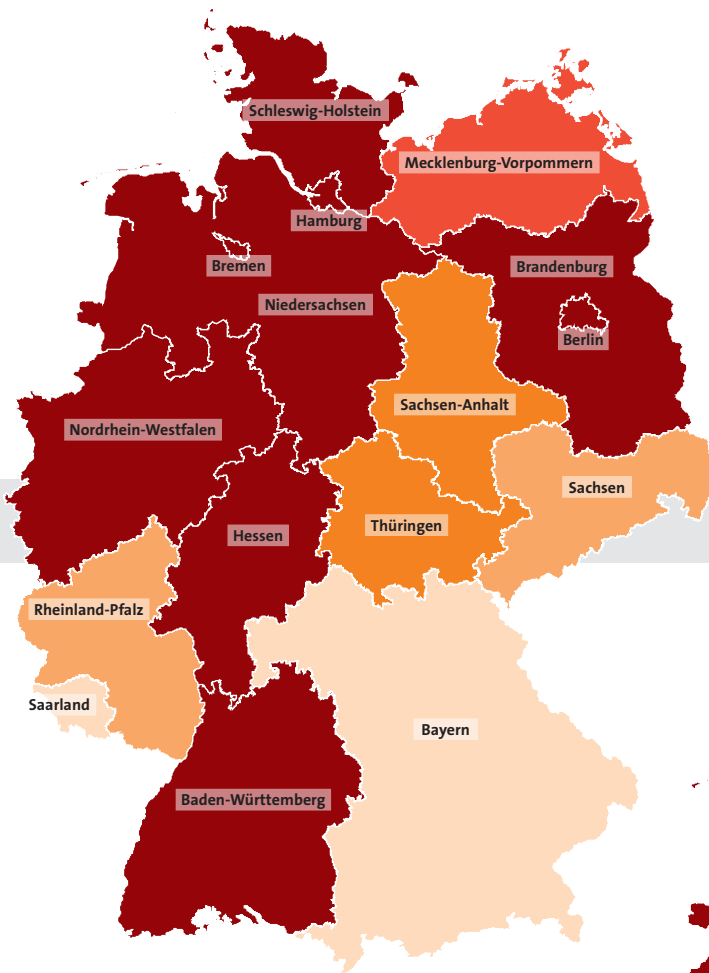 Schleswig-Holstein
Mecklenburg-Vorpommern
Hamburg
Bremen
Brandenburg
Niedersachsen
Berlin
Sachsen-Anhalt
Nordrhein-Westfalen
Sachsen
Thüringen
Hessen
Rheinland-Pfalz
Saarland
Bayern
Baden-Württemberg